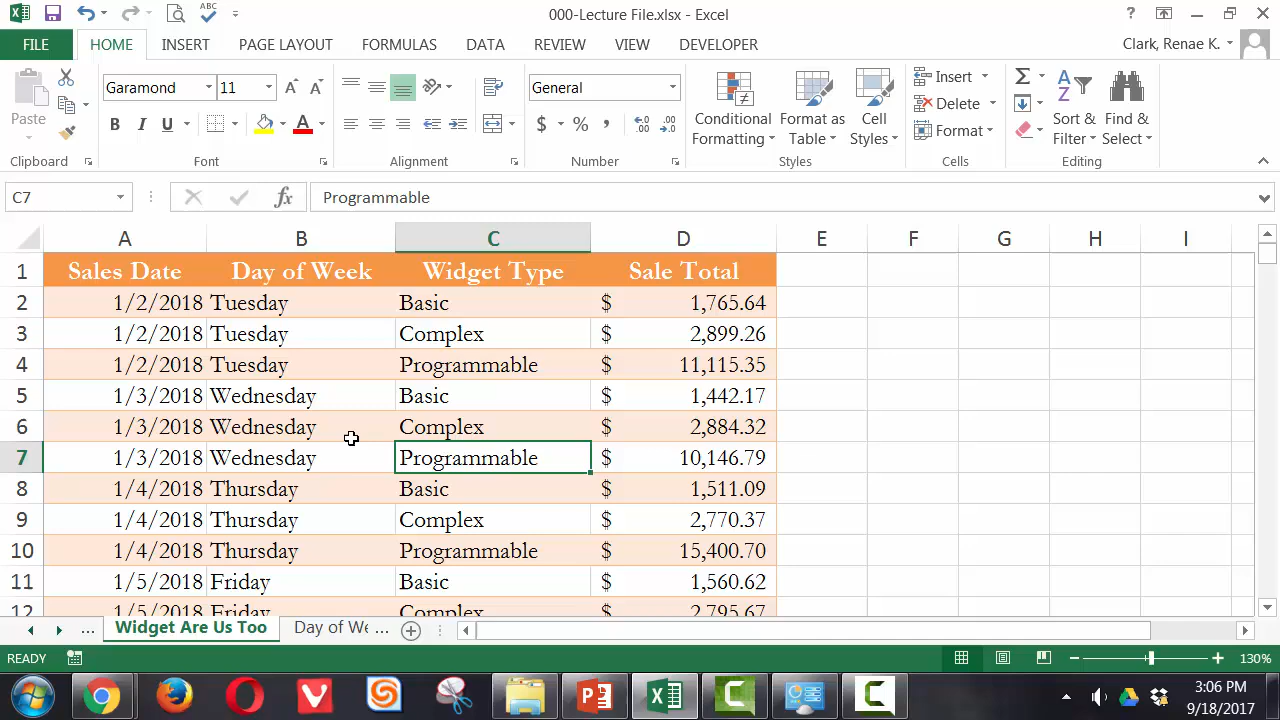 000-Lecture File.xlsx - Excel
FILE HOME INSERT PAGE LAYOUT FORMULAS DATA REVIEW VIEW DEVELOPER Clark, Renae K.
Paste
Garamond 11
B I U A
General
$ % ,
Conditional Formatting
Format as Table
Cell Styles
Insert
Delete
Format
Sort & Filter
Find & Select
Clipboard Font Alignment Number Styles Cells Editing
C7 fx Programmable
A B C D E F G H I
1 Sales Date Day of Week Widget Type Sale Total
2 1/2/2018 Tuesday Basic $ 1,765.64
3 1/2/2018 Tuesday Complex $ 2,899.26
4 1/2/2018 Tuesday Programmable $ 11,115.35
5 1/3/2018 Wednesday Basic $ 1,442.17
6 1/3/2018 Wednesday Complex $ 2,884.32
7 1/3/2018 Wednesday Programmable $ 10,146.79
8 1/4/2018 Thursday Basic $ 1,511.09
9 1/4/2018 Thursday Complex $ 2,770.37
10 1/4/2018 Thursday Programmable $ 15,400.70
11 1/5/2018 Friday Basic $ 1,560.62
12 1/5/2018 Friday Complex $ 2,795.67
... Widget Are Us Too Day of We ...
READY 130%
3:06 PM
9/18/2017